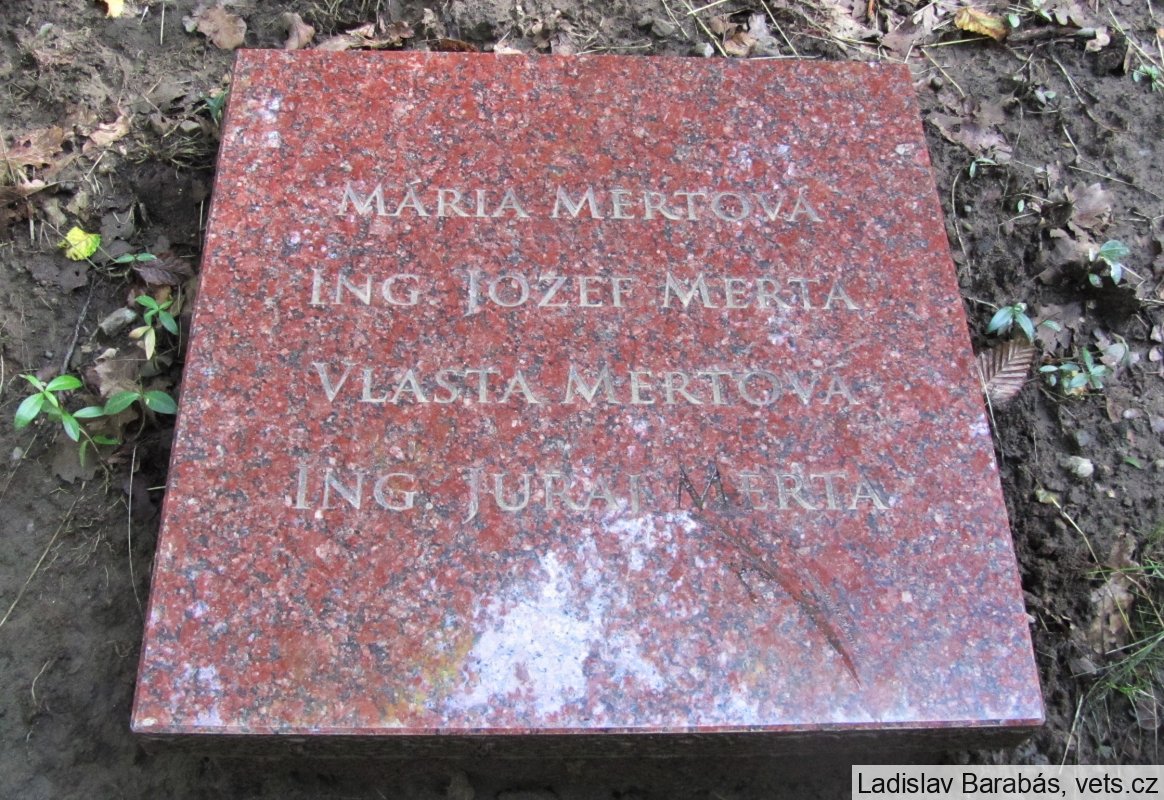 Mária Mertová
Ing. Jozef Merta
Vlasta Mertová
Ing. Juraj Merta
Ladislav Barabás, vets.cz